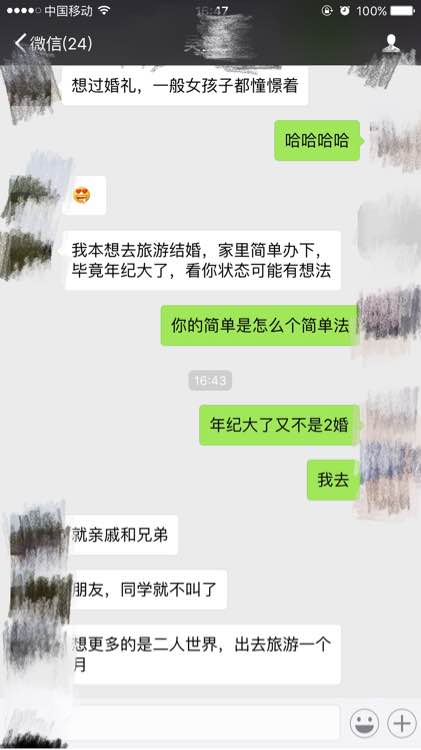 中国移动
16:47
100%
微信(24)
想过婚礼，一般女孩子都憧憬着
哈哈哈哈
我本想去旅游结婚，家里简单办下，
毕竟年纪大了，看你状态可能有想法
你的简单是怎么个简单法
16:43
年纪大了又不是2婚
我去
就亲戚和兄弟
朋友，同学就不叫了
想更多的是二人世界，出去旅游一个
月